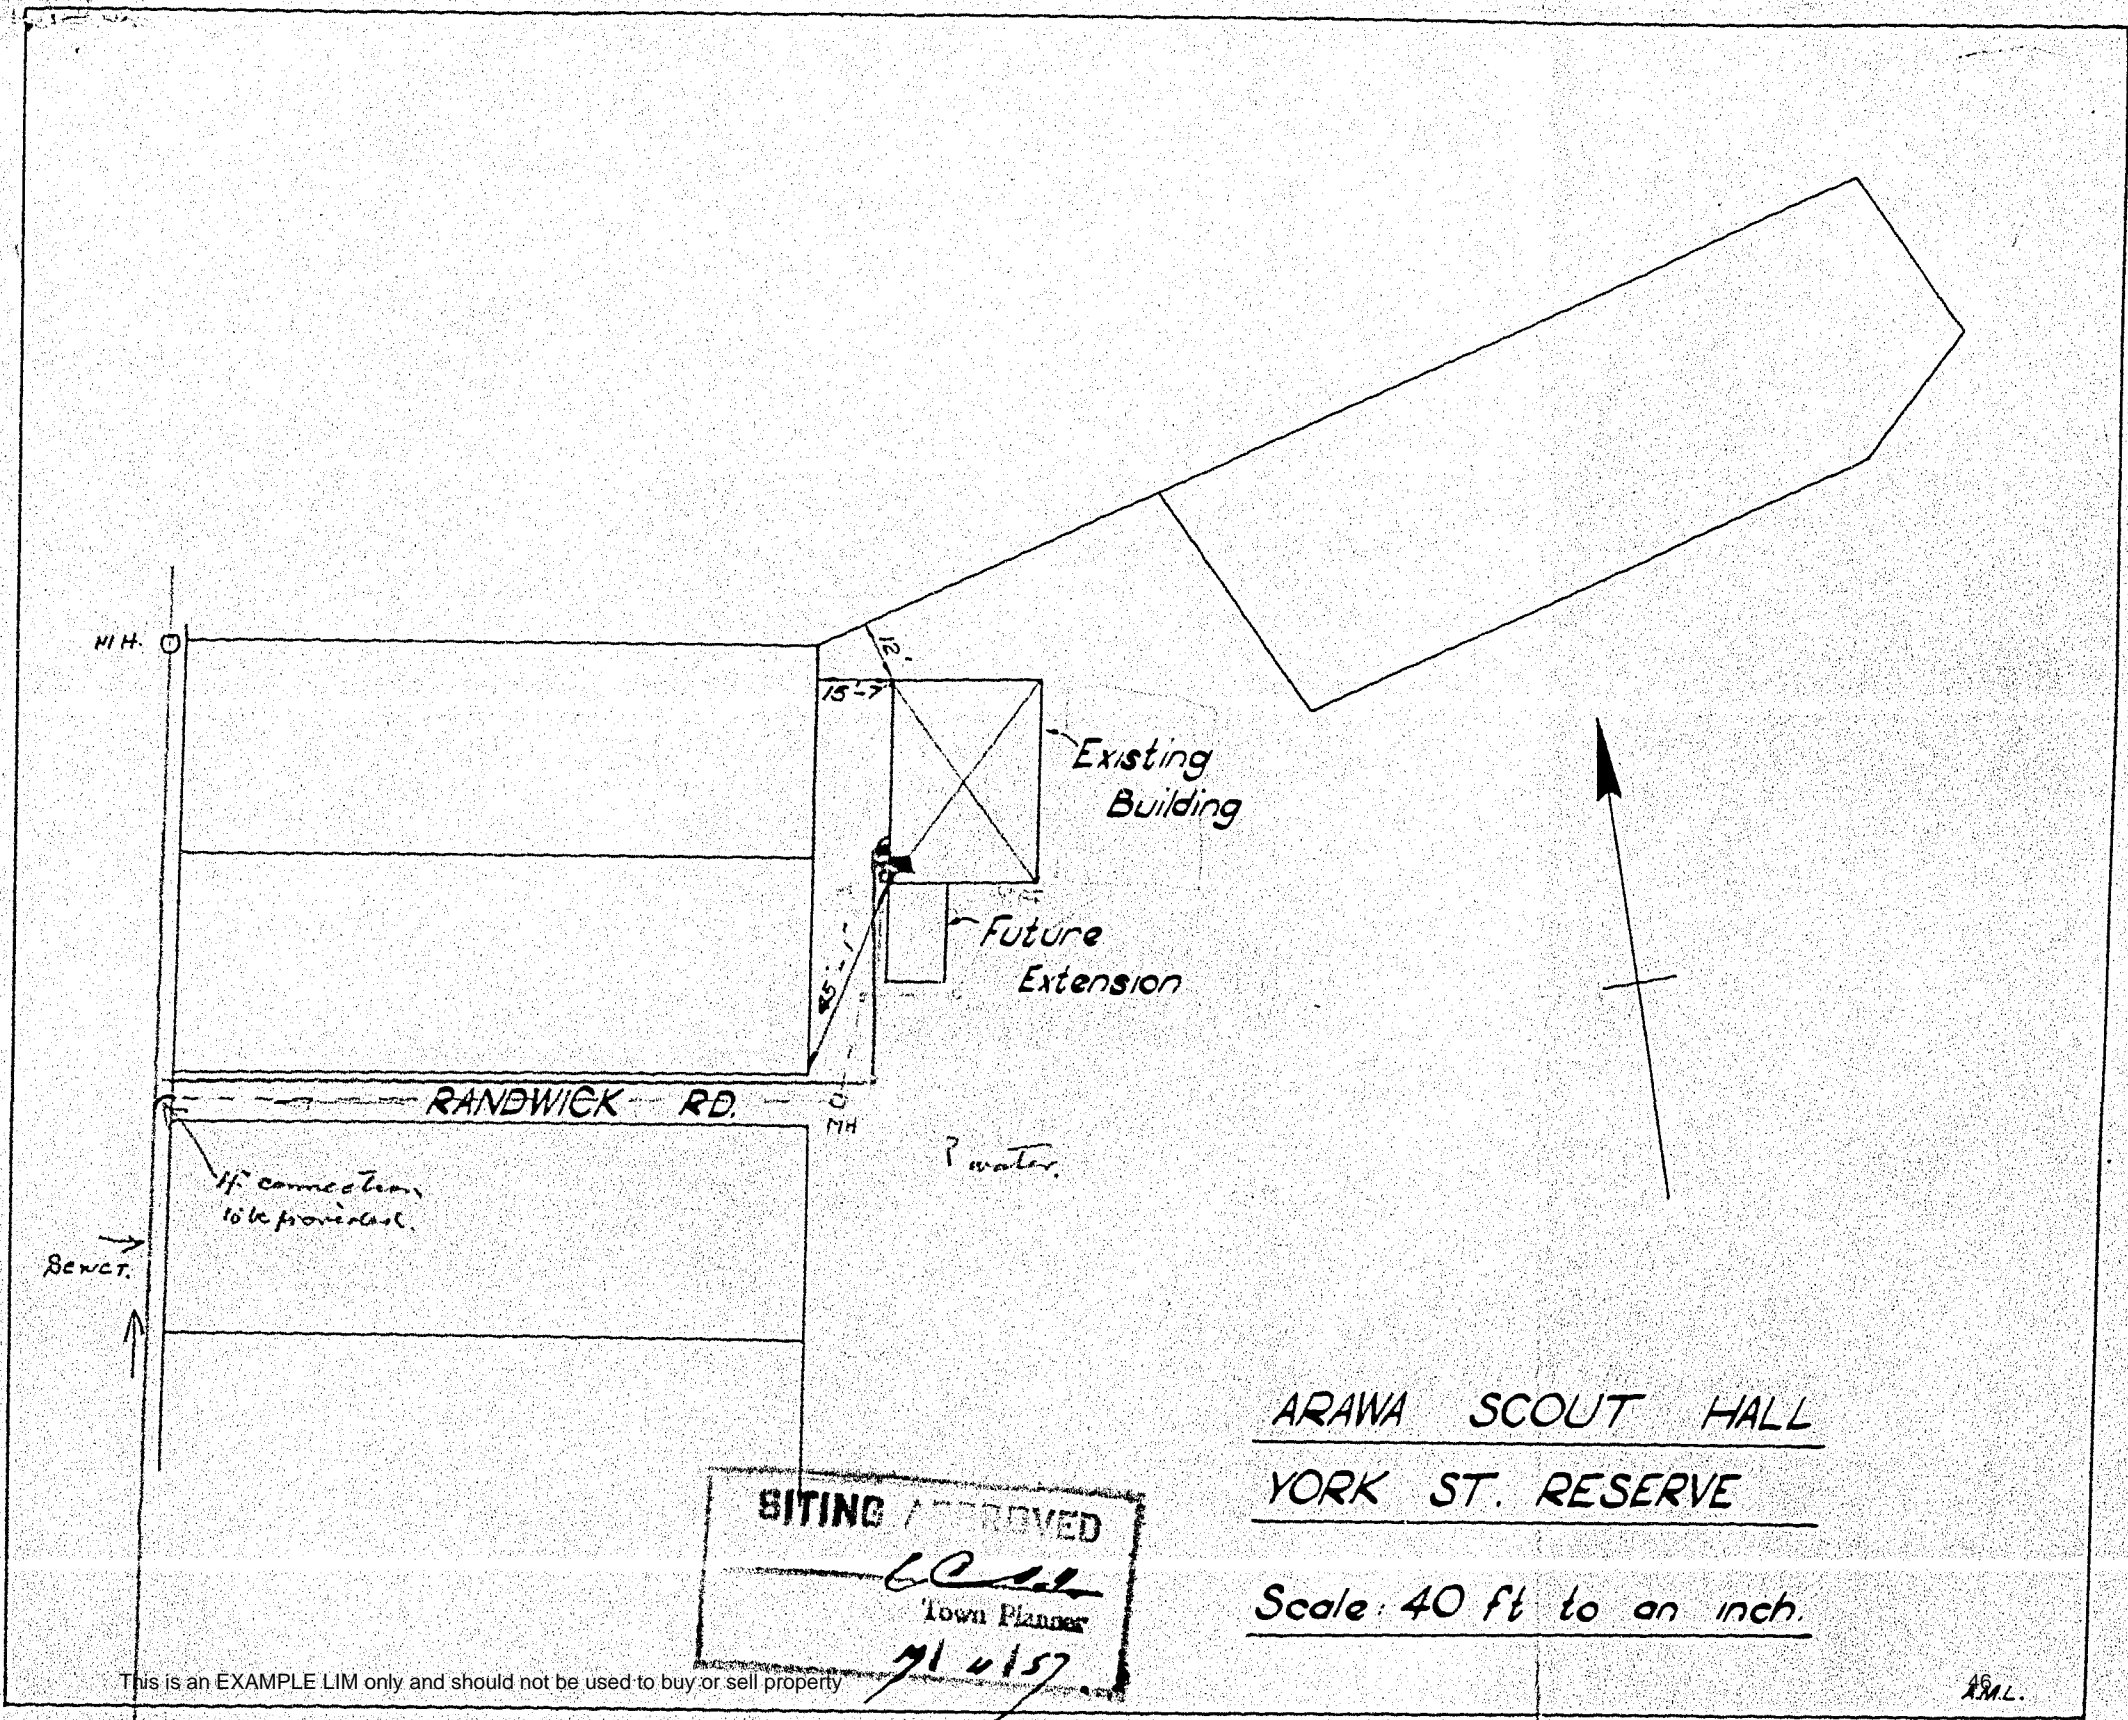 M.H.
12'
15'-7"
Existing
Building
Future
Extension
RANDWICK RD.
MH
? water.
4" connection
to be provided.
Sewer.
ARAWA SCOUT HALL
YORK ST. RESERVE
Scale: 40 ft to an inch.
SITING APPROVED
Town Planner
This is an EXAMPLE LIM only and should not be used to buy or sell property
46
A.M.L.